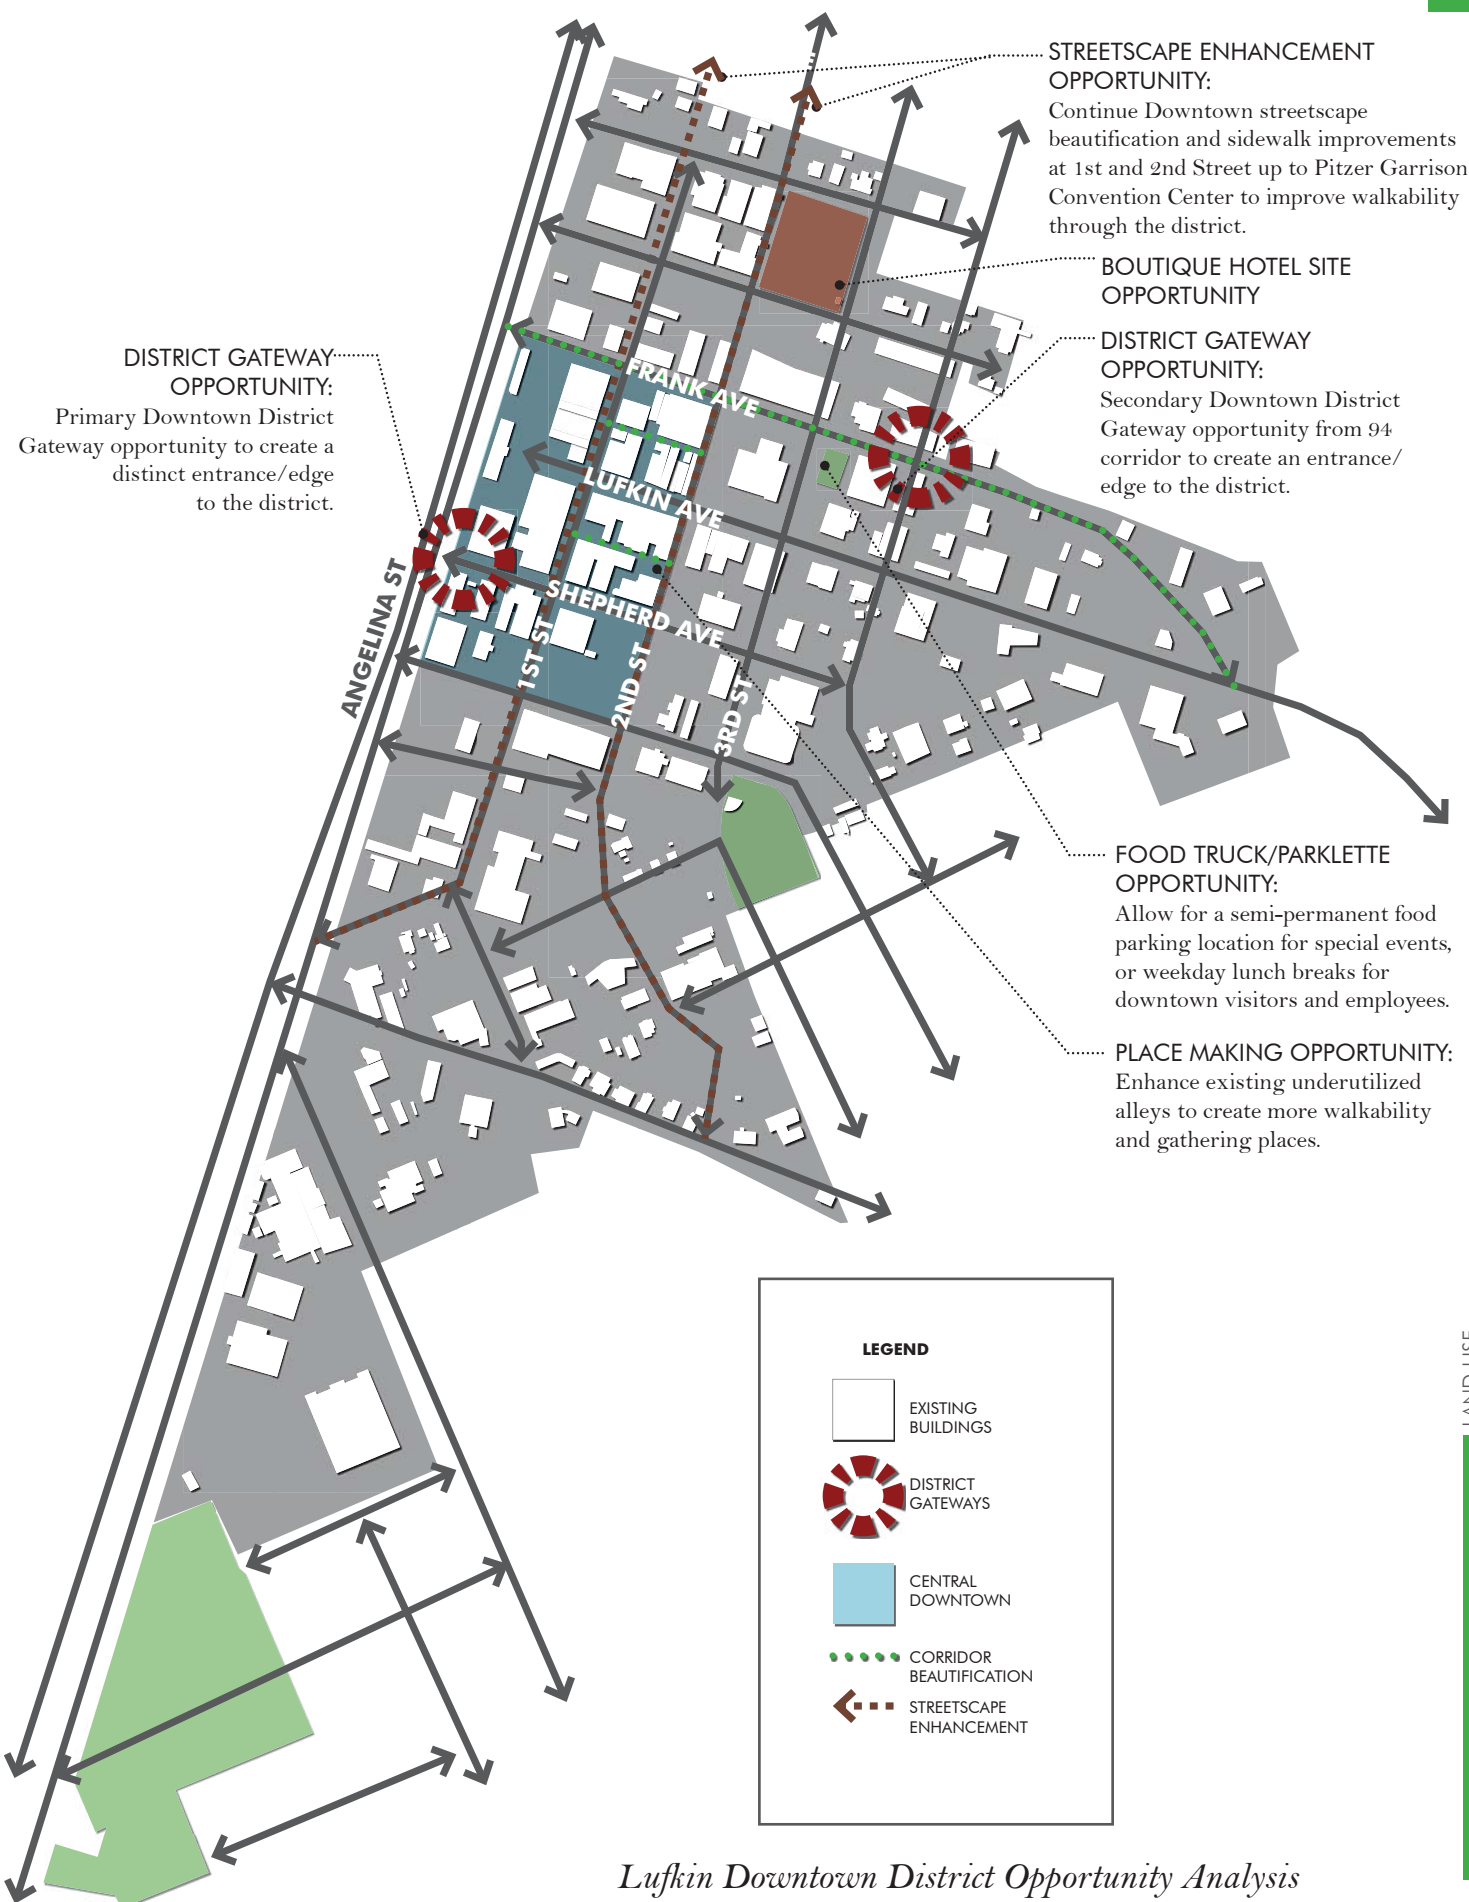 STREETSCAPE ENHANCEMENT
OPPORTUNITY:
Continue Downtown streetscape
beautification and sidewalk improvements
at 1st and 2nd Street up to Pitzer Garrison
Convention Center to improve walkability
through the district.
BOUTIQUE HOTEL SITE
OPPORTUNITY
DISTRICT GATEWAY
OPPORTUNITY:
Secondary Downtown District
Gateway opportunity from 94
corridor to create an entrance/
edge to the district.
DISTRICT GATEWAY
OPPORTUNITY:
Primary Downtown District
Gateway opportunity to create a
distinct entrance/edge
to the district.
FRANK AVE
LUFKIN AVE
SHEPHERD AVE
ANGELINA ST
1ST ST
2ND ST
3RD ST
FOOD TRUCK/PARKLETTE
OPPORTUNITY:
Allow for a semi-permanent food
parking location for special events,
or weekday lunch breaks for
downtown visitors and employees.
PLACE MAKING OPPORTUNITY:
Enhance existing underutilized
alleys to create more walkability
and gathering places.
LEGEND
EXISTING
BUILDINGS
DISTRICT
GATEWAYS
CENTRAL
DOWNTOWN
CORRIDOR
BEAUTIFICATION
STREETSCAPE
ENHANCEMENT
LAND USE
Lufkin Downtown District Opportunity Analysis